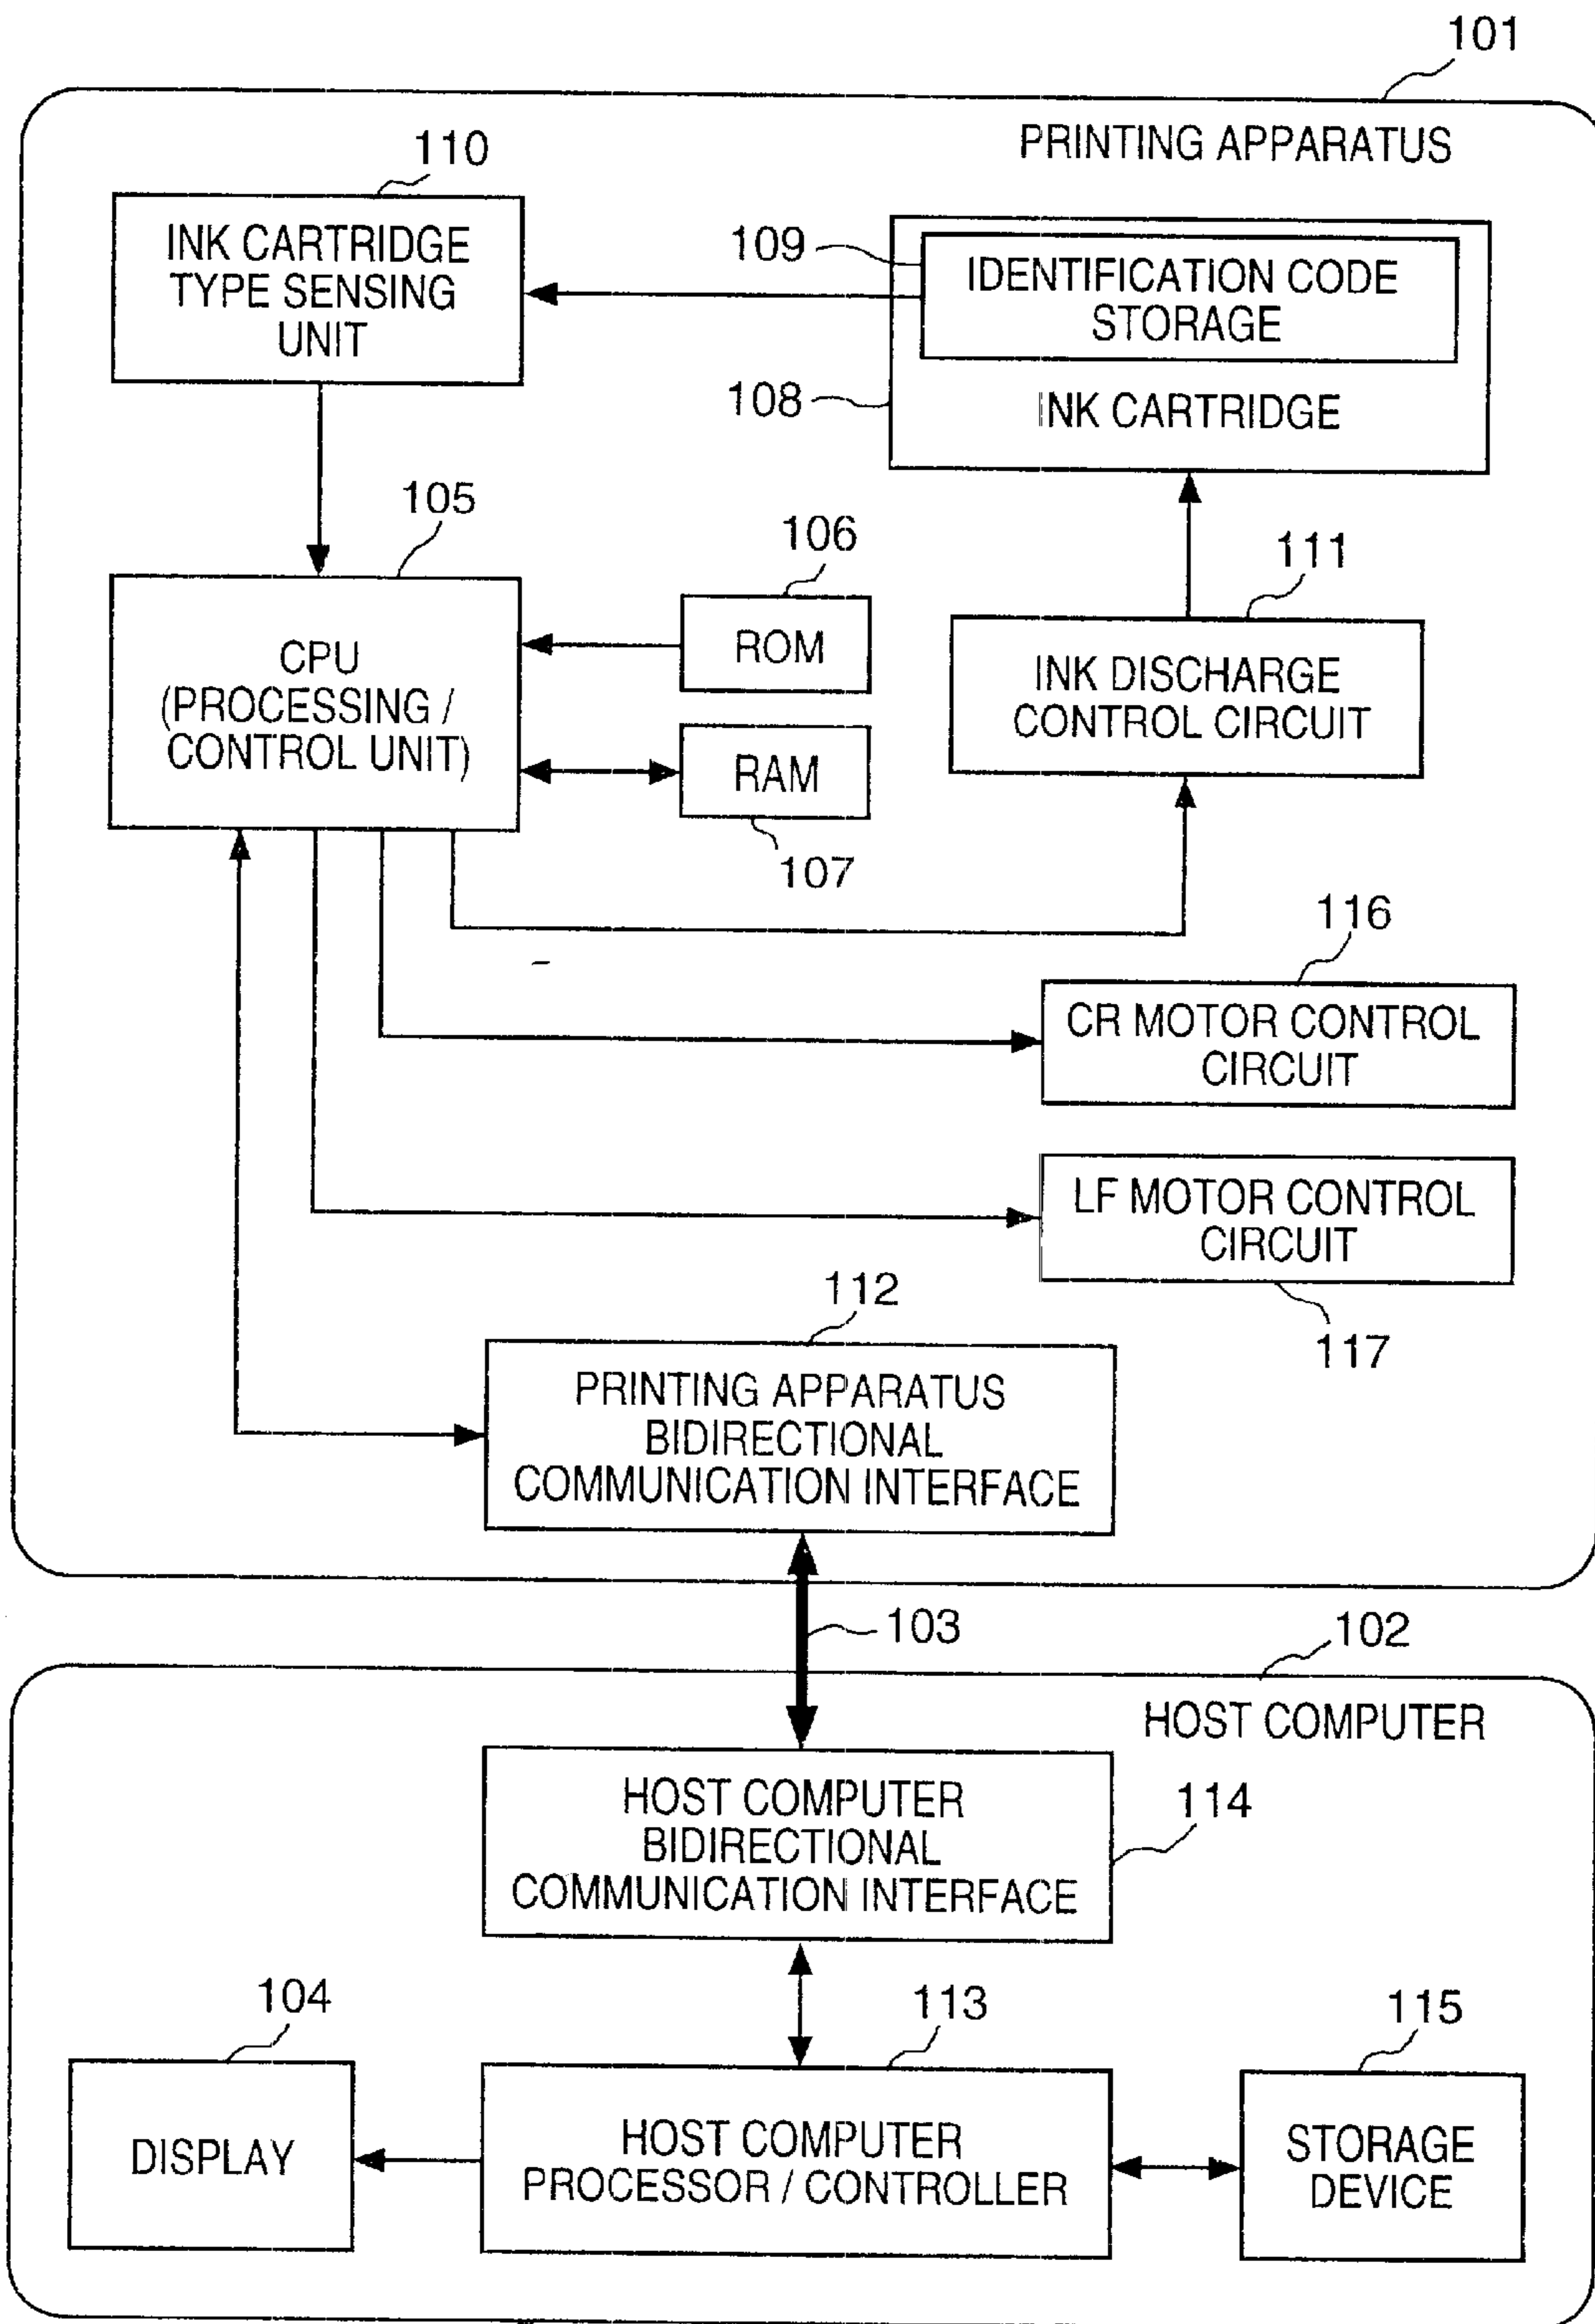 101
PRINTING APPARATUS
110
INK CARTRIDGE
TYPE SENSING
UNIT
109
IDENTIFICATION CODE
STORAGE
108
INK CARTRIDGE
105
CPU
(PROCESSING /
CONTROL UNIT)
106
ROM
RAM
107
111
INK DISCHARGE
CONTROL CIRCUIT
116
CR MOTOR CONTROL
CIRCUIT
LF MOTOR CONTROL
CIRCUIT
117
112
PRINTING APPARATUS
BIDIRECTIONAL
COMMUNICATION INTERFACE
103
102
HOST COMPUTER
HOST COMPUTER
BIDIRECTIONAL
COMMUNICATION INTERFACE
114
104
DISPLAY
113
HOST COMPUTER
PROCESSOR / CONTROLLER
115
STORAGE
DEVICE